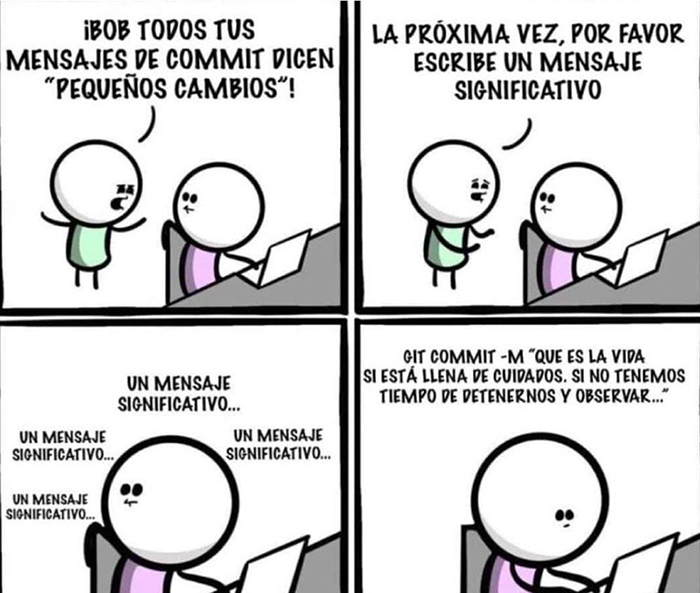 ¡BOB TODOS TUS
MENSAJES DE COMMIT DICEN
"PEQUEÑOS CAMBIOS"!
LA PRÓXIMA VEZ, POR FAVOR
ESCRIBE UN MENSAJE
SIGNIFICATIVO
UN MENSAJE
SIGNIFICATIVO...
UN MENSAJE
SIGNIFICATIVO...
UN MENSAJE
SIGNIFICATIVO...
UN MENSAJE
SIGNIFICATIVO...
GIT COMMIT -M "QUE ES LA VIDA
SI ESTÁ LLENA DE CUIDADOS. SI NO TENEMOS
TIEMPO DE DETENERNOS Y OBSERVAR..."